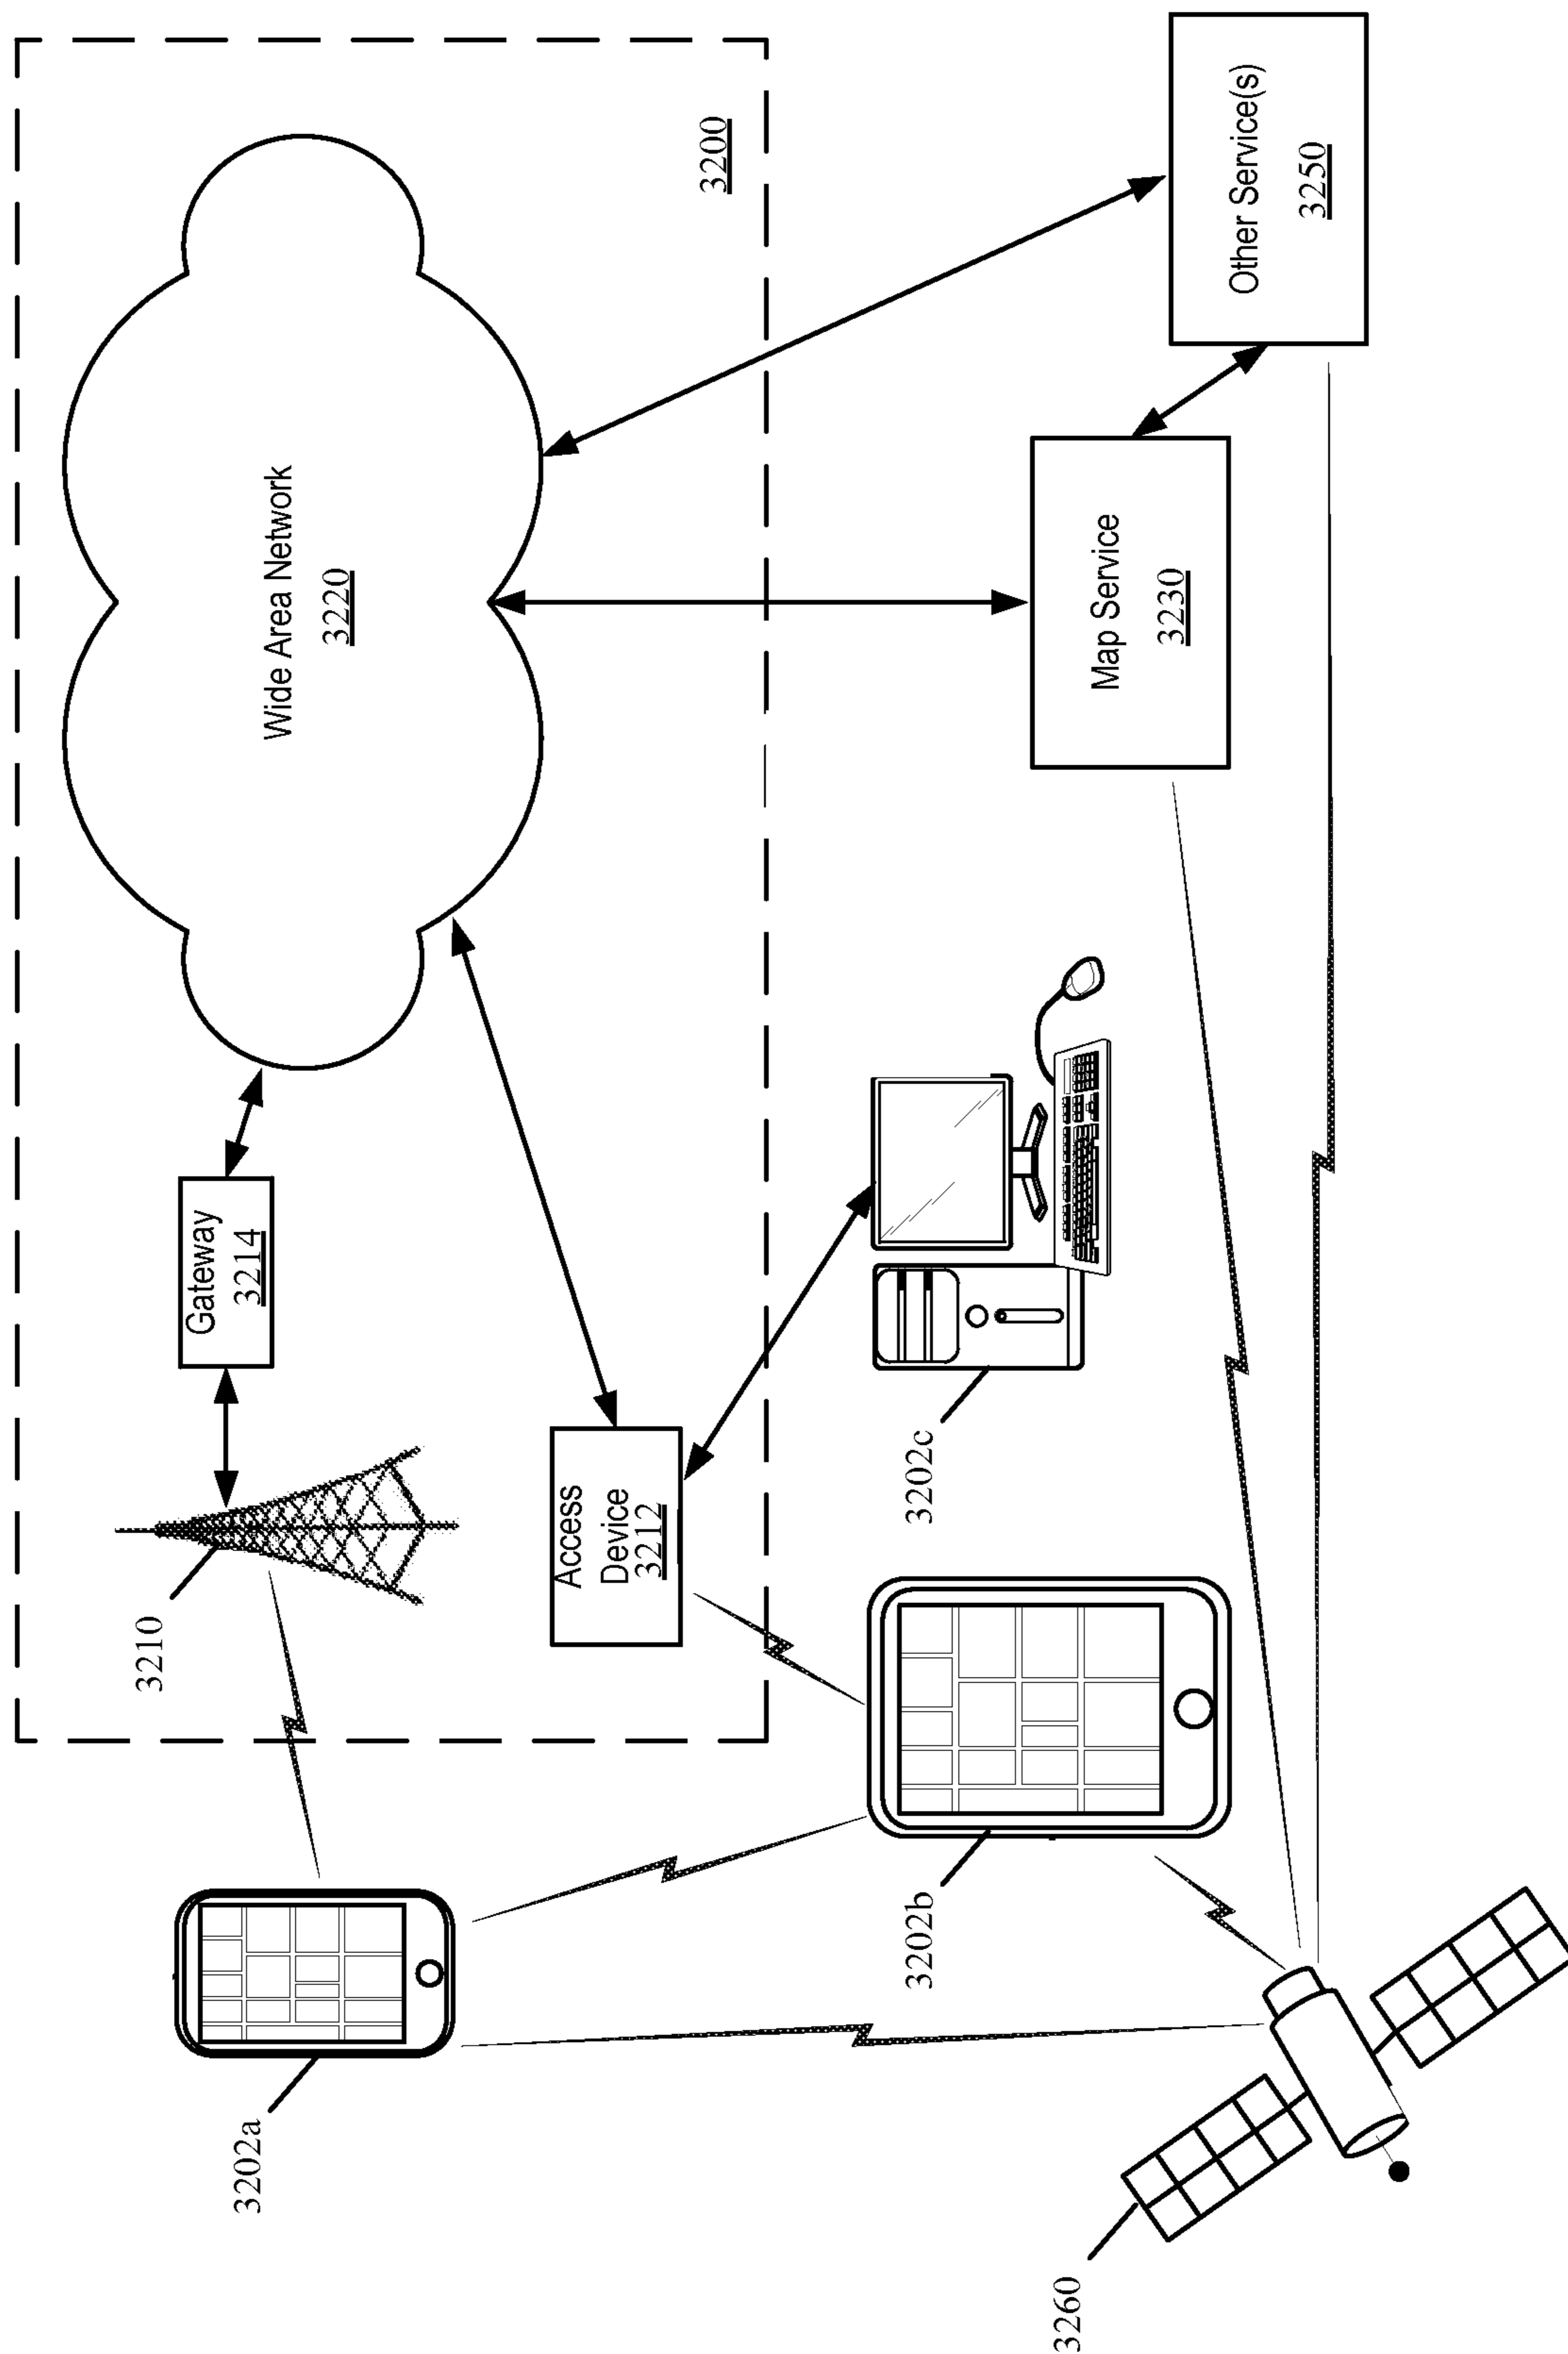 3200
Wide Area Network
3220
Gateway
3214
3210
3202a
Access
Device
3212
Other Service(s)
3250
Map Service
3230
3202c
3202b
3260